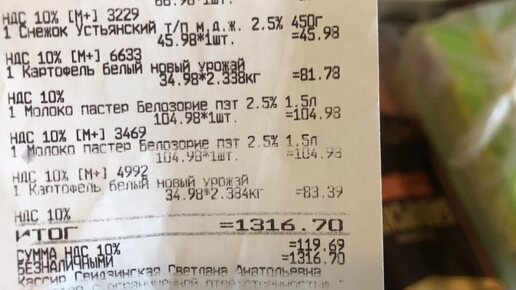 НДС 10% [М+] 3229
1 Снежок Устьянский т/п м.д.ж. 2.5% 450г
45.98*1шт. =45.98
НДС 10% [М+] 6633
1 Картофель белый новый урожай
34.98*2.338кг =81.78
НДС 10%
1 Молоко пастер Белозорие пэт 2.5% 1,5л
104.98*1шт. =104.98
НДС 10% [М+] 3469
1 Молоко пастер Белозорие пэт 2.5% 1,5л
104.98*1шт. =104.98
НДС 10% [М+] 4992
1 Картофель белый новый урожай
34.98*2.384кг =83.39
НДС 10%
ИТОГ =1316.70
СУММА НДС 10% =119.69
БЕЗНАЛИЧНЫМИ =1316.70
Кассир Свидзинская Светлана Анатольевна
с ограниченной ответственностью